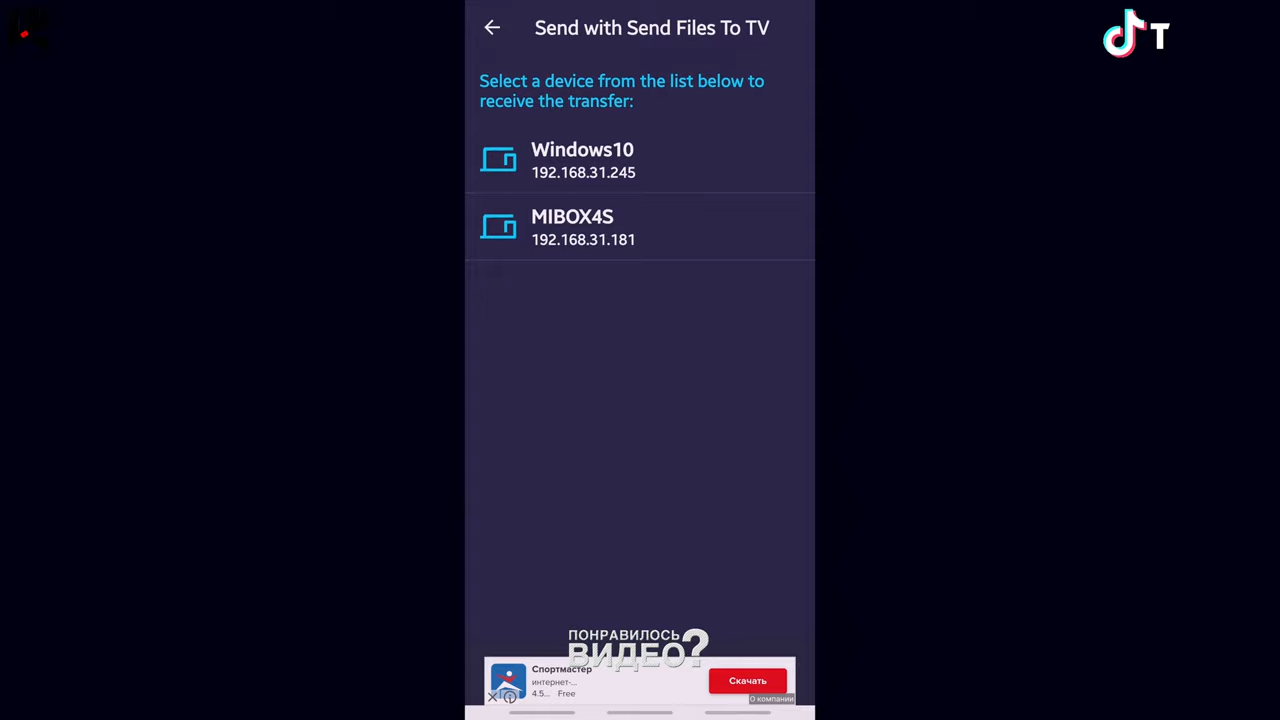 Send with Send Files To TV
T
Select a device from the list below to
receive the transfer:
Windows10
192.168.31.245
MIBOX4S
192.168.31.181
ПОНРАВИЛОСЬ
ВИДЕО?
Спортмастер
интернет-...
4.5... Free
Скачать
О компании